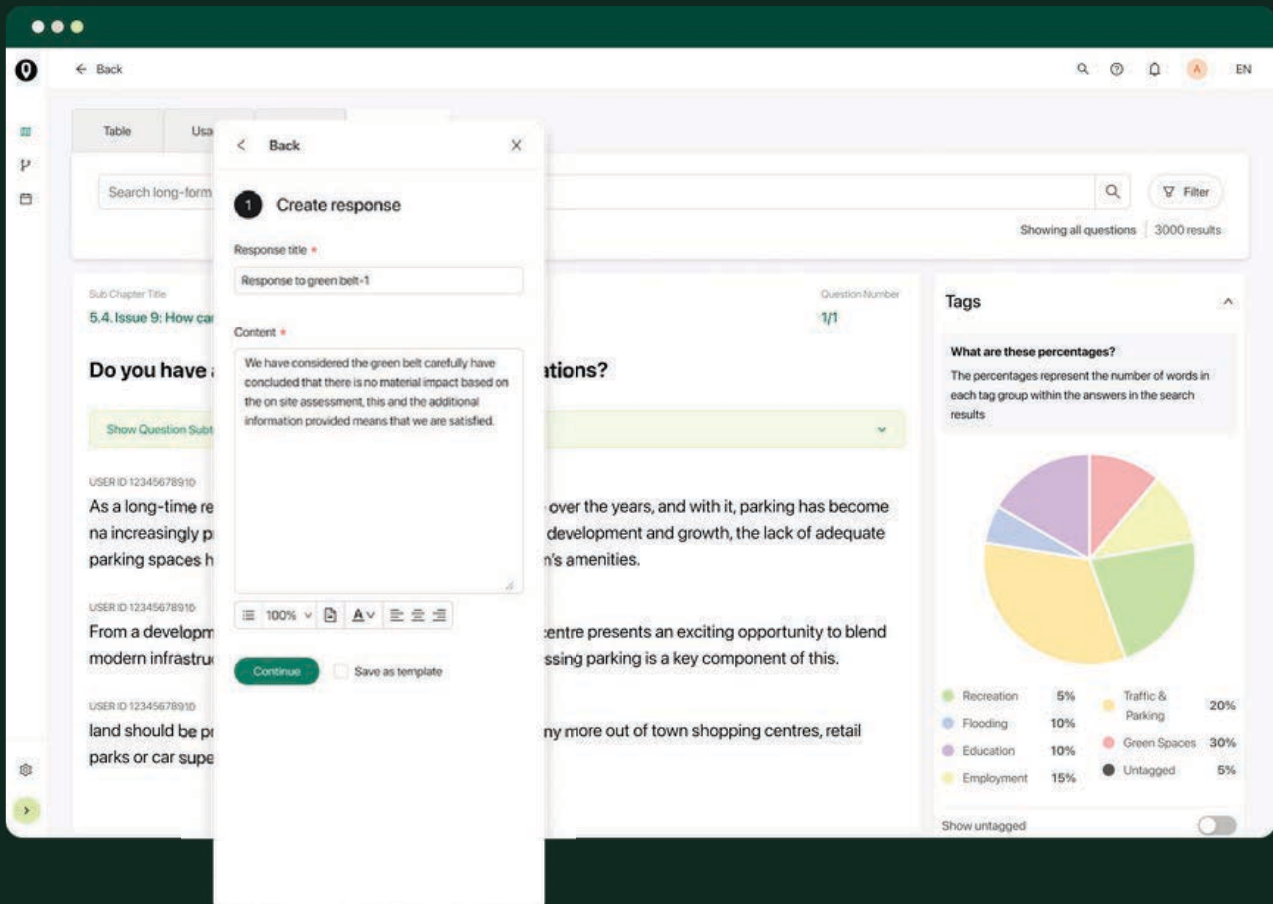 Back
EN
Table
Usa
Search long-form
Filter
Showing all questions
3000 results
Back
1
Create response
Response title *
Response to green belt-1
Content *
We have considered the green belt carefully have
concluded that there is no material impact based on
the on site assessment, this and the additional
information provided means that we are satisfied.
100%
A
Continue
Save as template
Sub Chapter Title
5.4. Issue 9: How ca
Question Number
1/1
Do you have
ations?
Show Question Subt
USER ID 12345678910
As a long-time re
over the years, and with it, parking has become
na increasingly p
development and growth, the lack of adequate
parking spaces h
n's amenities.
USER ID 12345678910
From a developm
entre presents an exciting opportunity to blend
modern infrastru
ssing parking is a key component of this.
USER ID 12345678910
land should be pr
ny more out of town shopping centres, retail
parks or car supe
Tags
What are these percentages?
The percentages represent the number of words in
each tag group within the answers in the search
results
Recreation 5%
Flooding 10%
Education 10%
Employment 15%
Traffic &
Parking 20%
Green Spaces 30%
Untagged 5%
Show untagged
A